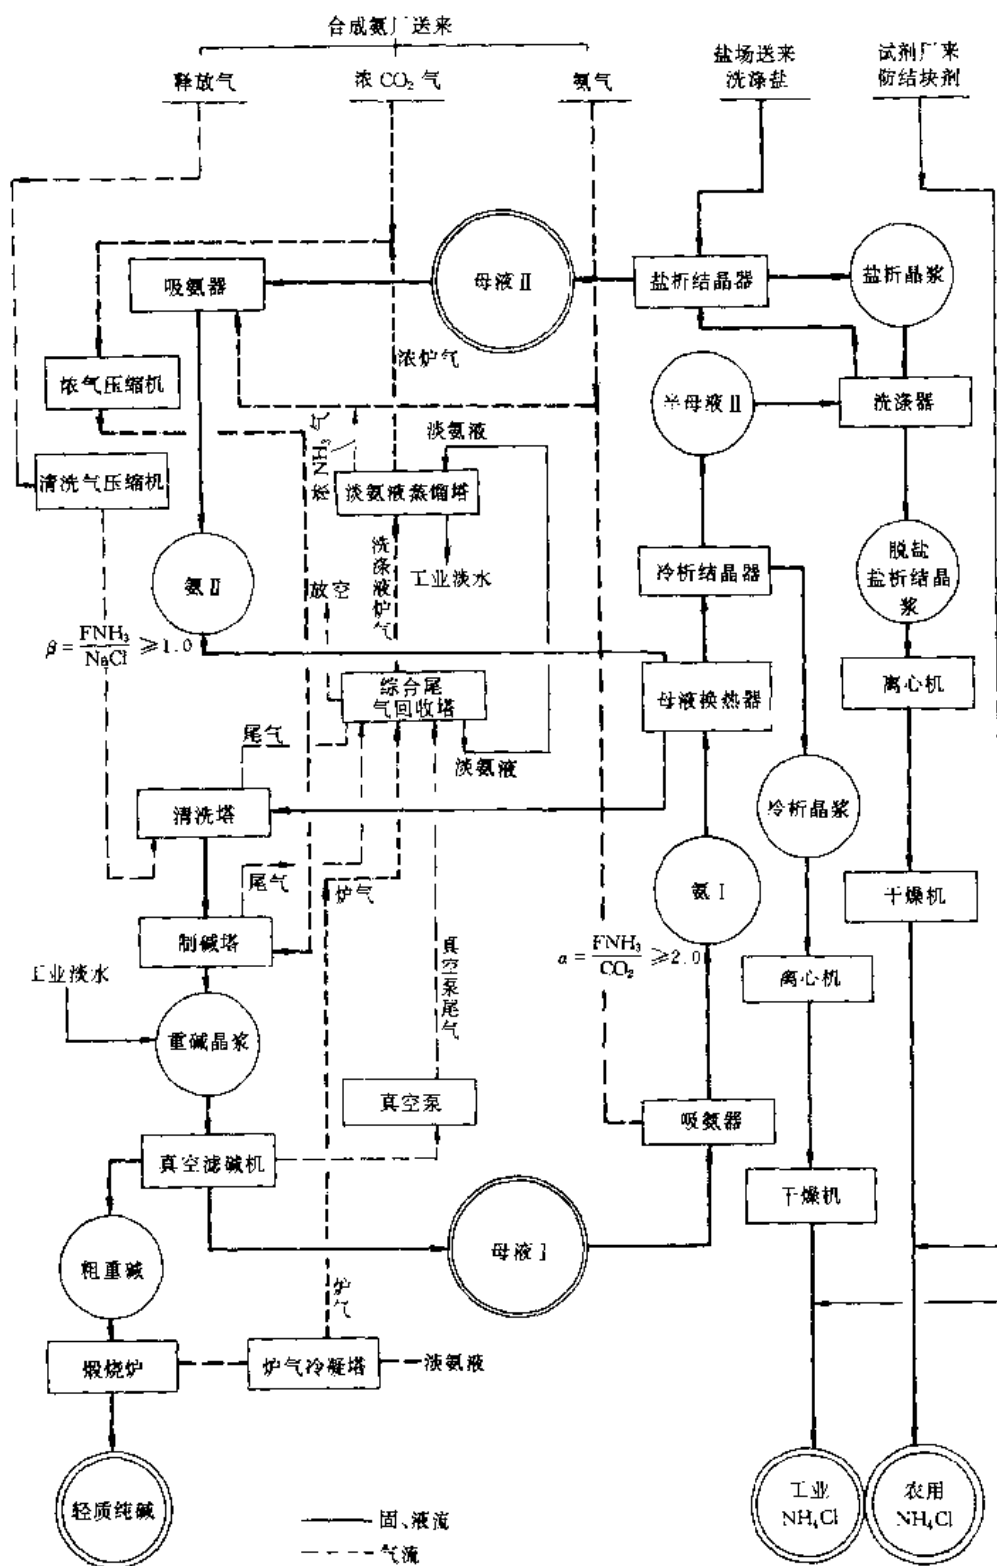 合成氨厂送来
释放气
浓 CO₂ 气
氨气
盐场送来
洗涤盐
试剂厂来
防结块剂
吸氨器
母液Ⅱ
盐析结晶器
盐析晶浆
浓炉气
浓气压缩机
半母液Ⅱ
洗涤器
淡氨液
NH₃气
清洗气压缩机
淡氨液蒸馏塔
洗涤液炉气
工业淡水
放空
冷析结晶器
脱盐
盐析结晶
浆
氨Ⅱ
β = FNH₃/NaCl ≥ 1.0
综合尾
气回收塔
母液换热器
离心机
尾气
淡氨液
清洗塔
冷析晶浆
尾气
炉气
氨Ⅰ
干燥机
制碱塔
真空泵尾气
α = FNH₃/CO₂ ≥ 2.0
离心机
工业淡水
重碱晶浆
真空泵
吸氨器
真空滤碱机
干燥机
母液Ⅰ
粗重碱
炉气
煅烧炉
炉气冷凝塔
淡氨液
轻质纯碱
工业
NH₄Cl
农用
NH₄Cl
固、液流
气流